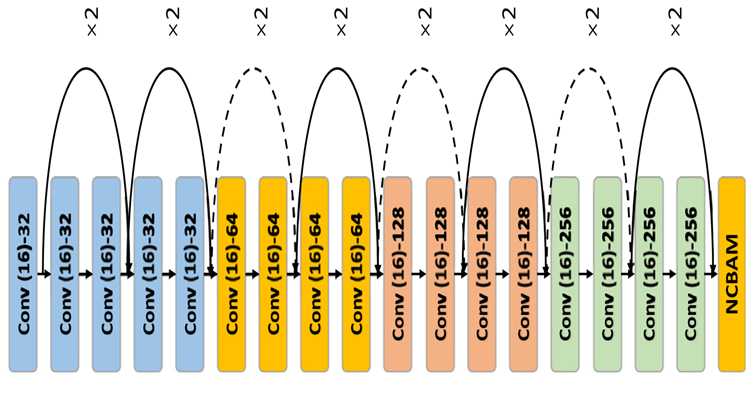 ×2
×2
×2
×2
×2
×2
×2
×2
Conv (16)-32
Conv (16)-32
Conv (16)-32
Conv (16)-32
Conv (16)-32
Conv (16)-64
Conv (16)-64
Conv (16)-64
Conv (16)-64
Conv (16)-128
Conv (16)-128
Conv (16)-128
Conv (16)-128
Conv (16)-256
Conv (16)-256
Conv (16)-256
Conv (16)-256
NCBAM